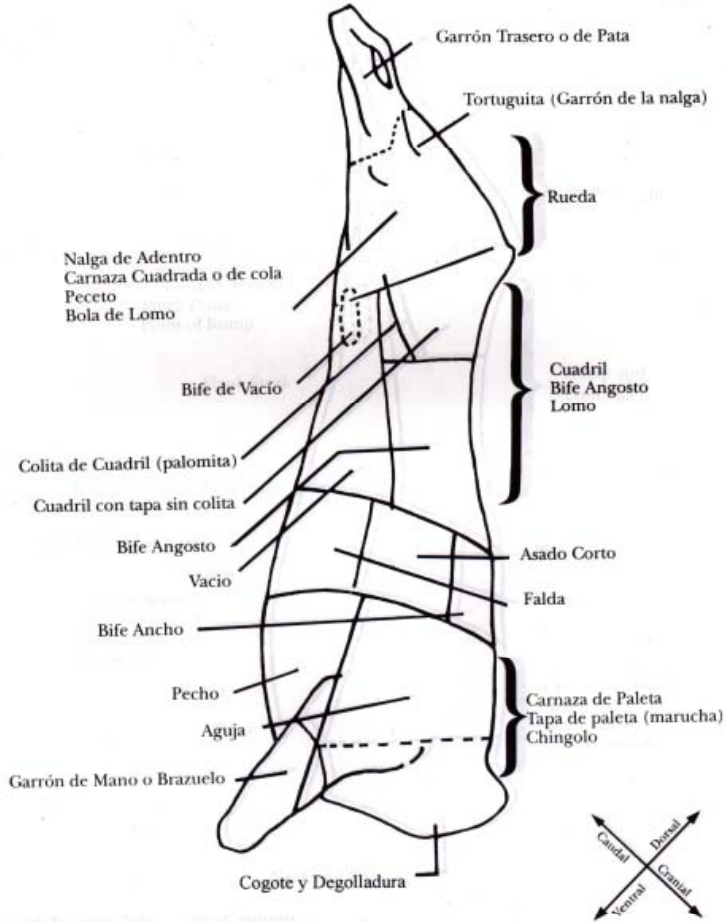 Garrón Trasero o de Pata
Tortuguita (Garrón de la nalga)
Rueda
Nalga de Adentro
Carnaza Cuadrada o de cola
Peceto
Bola de Lomo
Bife de Vacío
Cuadril
Bife Angosto
Lomo
Colita de Cuadril (palomita)
Cuadril con tapa sin colita
Bife Angosto
Vacio
Asado Corto
Falda
Bife Ancho
Pecho
Aguja
Carnaza de Paleta
Tapa de paleta (marucha)
Chingolo
Garrón de Mano o Brazuelo
Cogote y Degolladura
Caudal
Dorsal
Ventral
Cranial